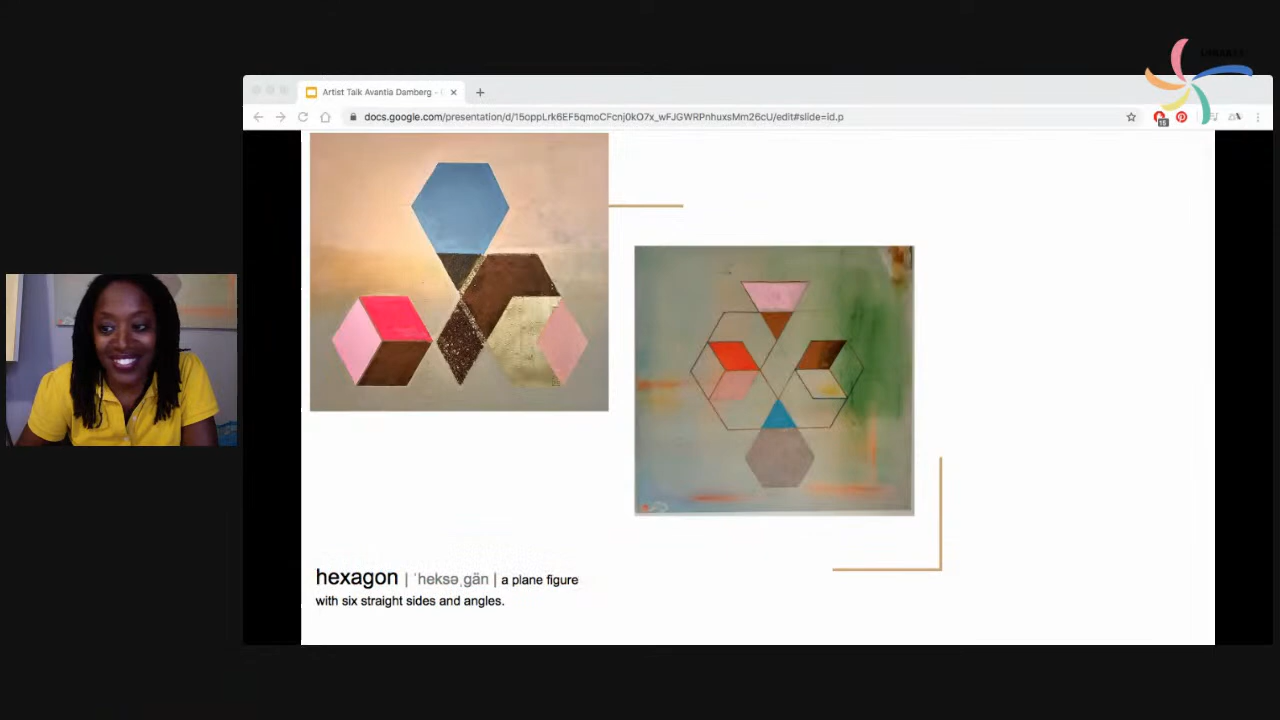 Artist Talk Avantia Damberg -
docs.google.com/presentation/d/15oppLrk6EF5qmoCFcnj0kO7x_wFJGWRPnhuxsMm26cU/edit#slide=id.p
15
hexagon | ˈheksəˌgän | a plane figure
with six straight sides and angles.